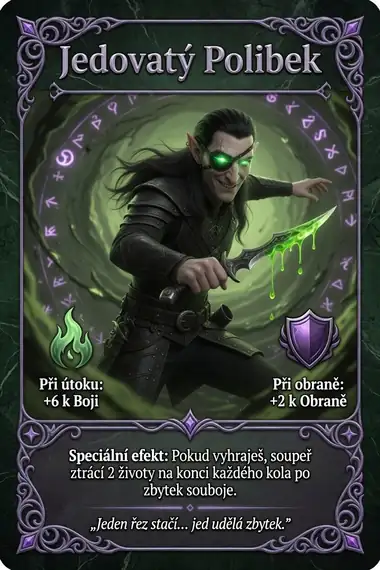 Jedovatý Polibek
Při útoku:
+6 k Boji
Při obraně:
+2 k Obraně
Speciální efekt: Pokud vyhraješ, soupeř
ztrácí 2 životy na konci každého kola po
zbytek souboje.
„Jeden řez stačí... jed udělá zbytek.”